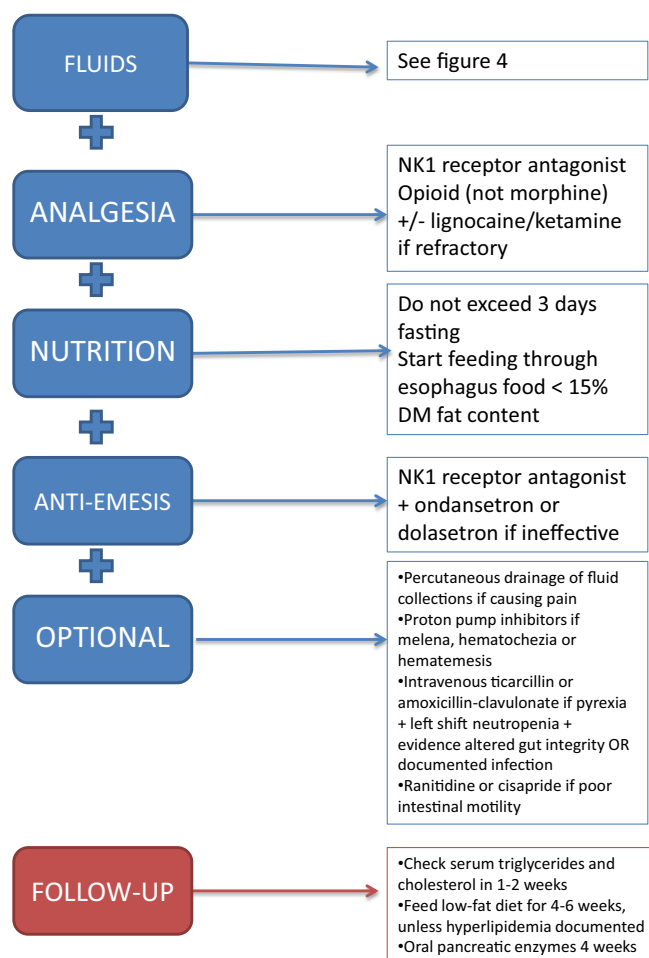 FLUIDS
See figure 4
ANALGESIA
NK1 receptor antagonist
Opioid (not morphine)
+/- lignocaine/ketamine
if refractory
NUTRITION
Do not exceed 3 days
fasting
Start feeding through
esophagus food < 15%
DM fat content
ANTI-EMESIS
NK1 receptor antagonist
+ ondansetron or
dolasetron if ineffective
OPTIONAL
•Percutaneous drainage of fluid
collections if causing pain
•Proton pump inhibitors if
melena, hematochezia or
hematemesis
•Intravenous ticarcillin or
amoxicillin-clavulonate if pyrexia
+ left shift neutropenia +
evidence altered gut integrity OR
documented infection
•Ranitidine or cisapride if poor
intestinal motility
FOLLOW-UP
•Check serum triglycerides and
cholesterol in 1-2 weeks
•Feed low-fat diet for 4-6 weeks,
unless hyperlipidemia documented
•Oral pancreatic enzymes 4 weeks